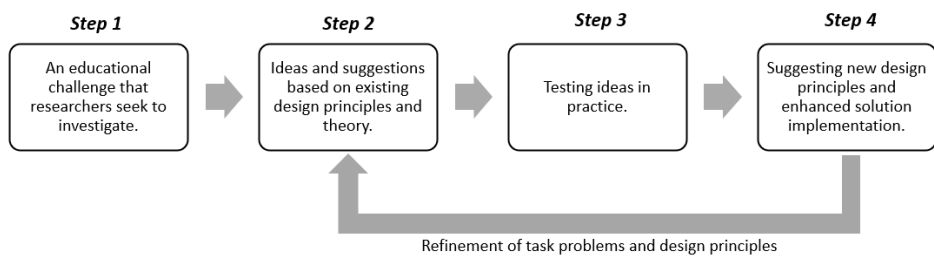 Step 1
An educational
challenge that
researchers seek to
investigate.
Step 2
Ideas and suggestions
based on existing
design principles and
theory.
Step 3
Testing ideas in
practice.
Step 4
Suggesting new design
principles and
enhanced solution
implementation.
Refinement of task problems and design principles